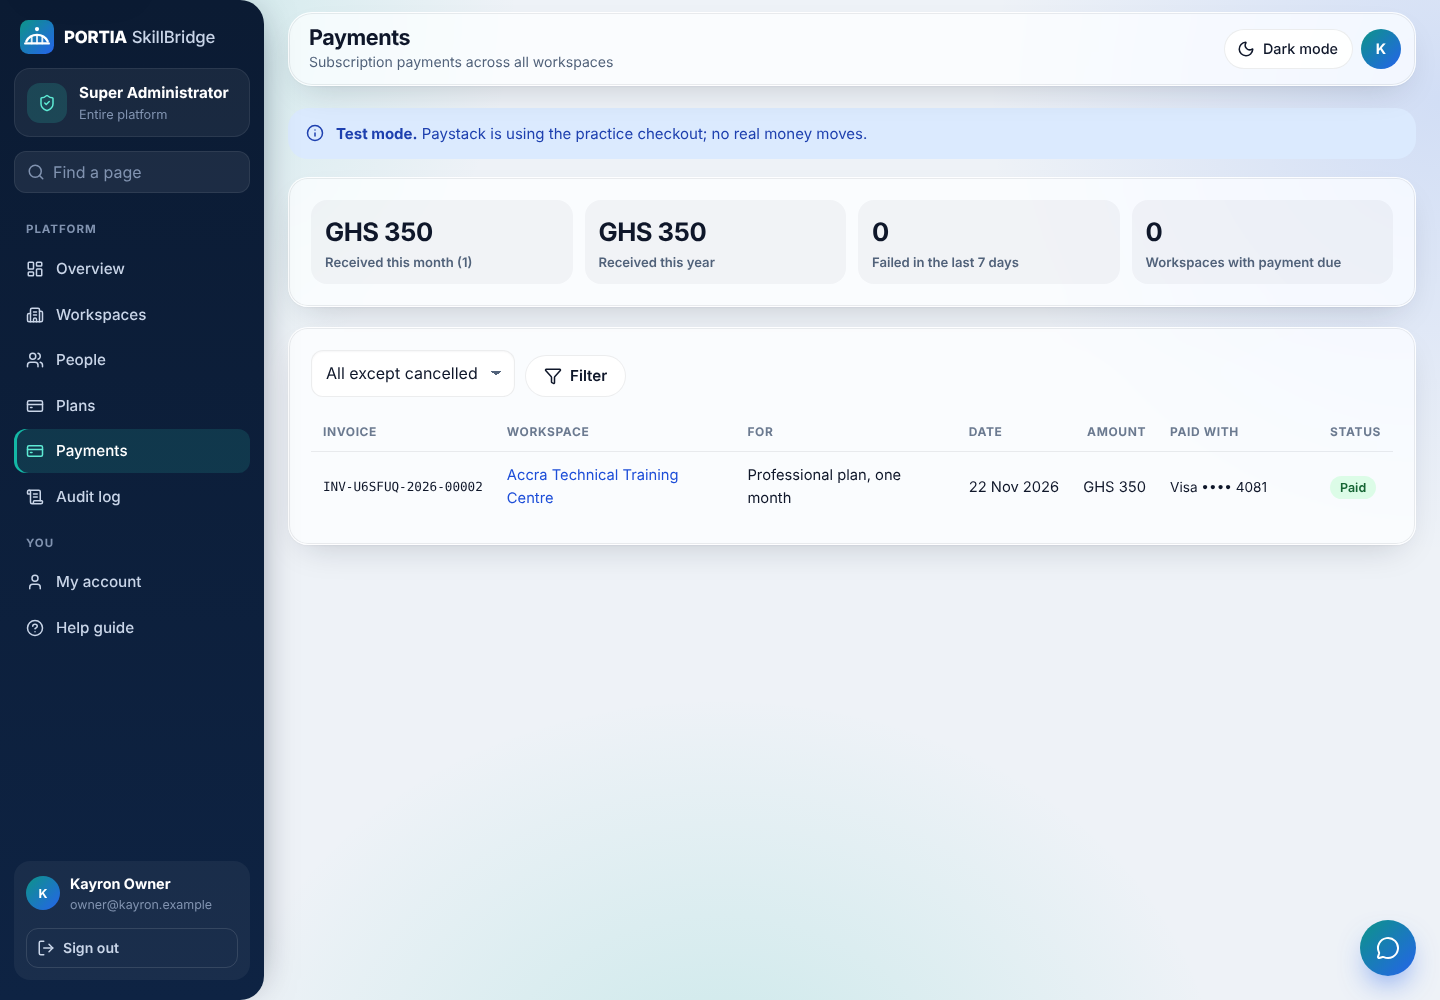 PORTIA SkillBridge
Super Administrator
Entire platform
Find a page
PLATFORM
Overview
Workspaces
People
Plans
Payments
Audit log
YOU
My account
Help guide
K
Kayron Owner
owner@kayron.example
Sign out
Payments
Subscription payments across all workspaces
Dark mode
K
Test mode. Paystack is using the practice checkout; no real money moves.
GHS 350
Received this month (1)
GHS 350
Received this year
0
Failed in the last 7 days
0
Workspaces with payment due
All except cancelled
Filter
INVOICE WORKSPACE FOR DATE AMOUNT PAID WITH STATUS
INV-U6SFUQ-2026-00002 Accra Technical Training Centre Professional plan, one month 22 Nov 2026 GHS 350 Visa •••• 4081 Paid